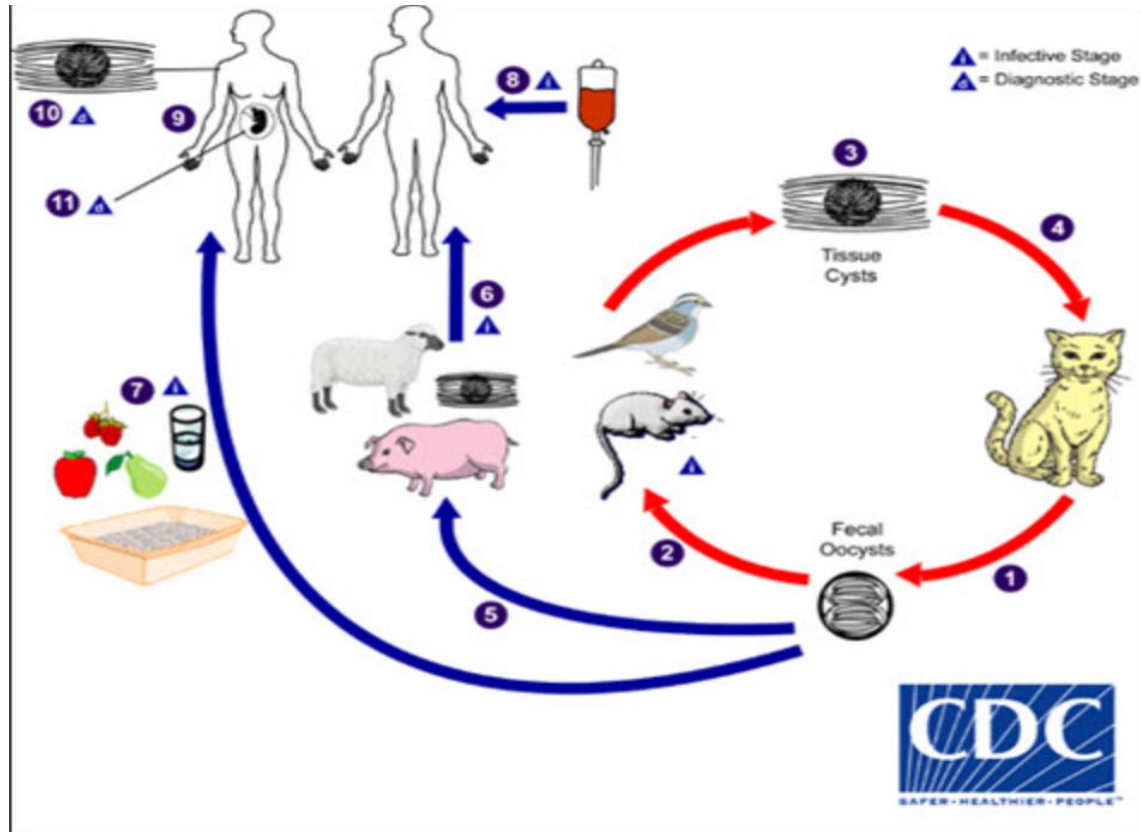 8 i
▲ = Infective Stage
▲ = Diagnostic Stage
10 d
9
3
4
11 d
Tissue
Cysts
6
i
7 i
i
Fecal
Oocysts
2
1
5
CDC
SAFER•HEALTHIER•PEOPLE™